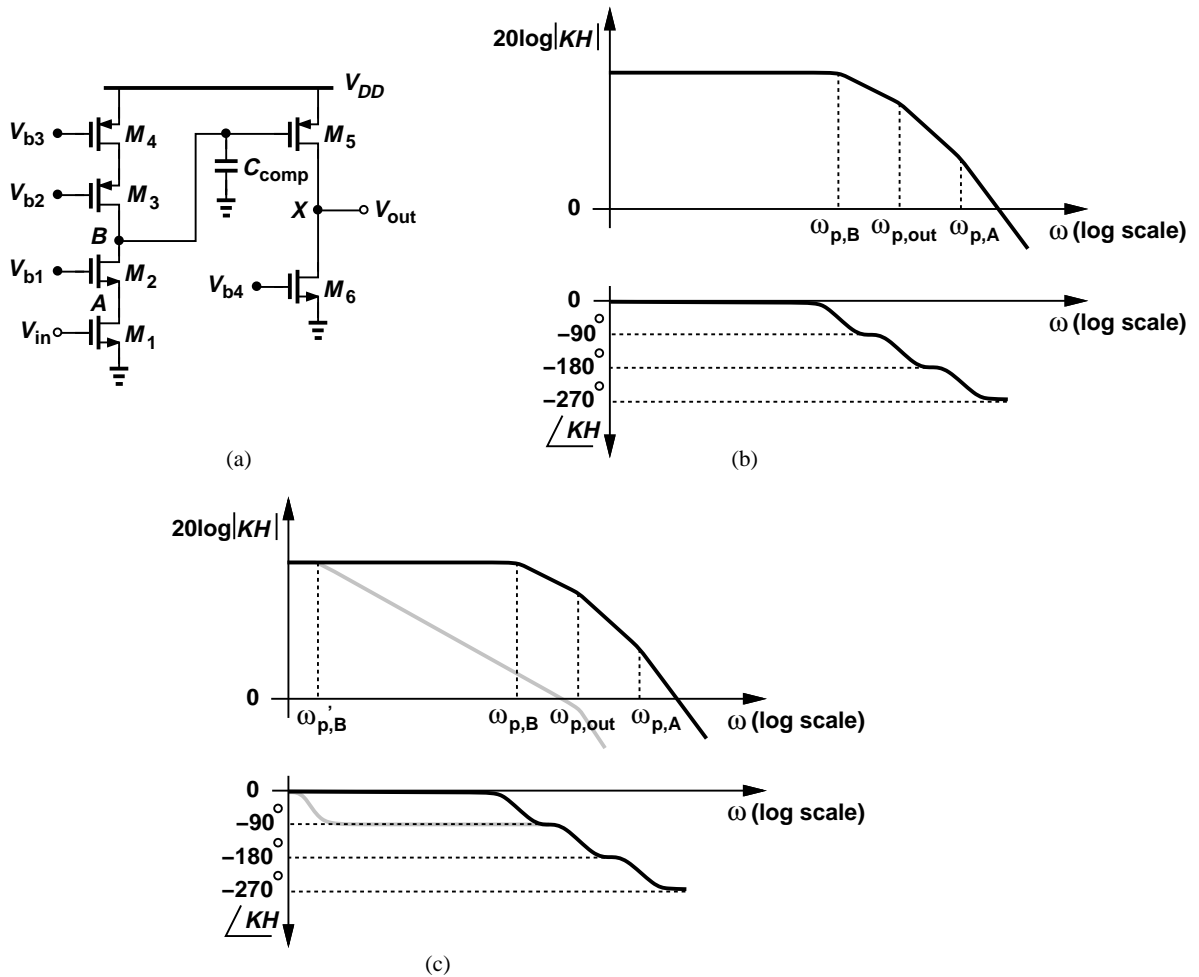 V_DD
V_b3
M_4
M_5
C_comp
V_b2
M_3
X
V_out
B
V_b1
M_2
V_b4
M_6
A
V_in
M_1
(a)
20log|KH|
0
ω_p,B
ω_p,out
ω_p,A
ω (log scale)
0
ω (log scale)
−90°
−180°
−270°
∠KH
(b)
20log|KH|
0
ω'_p,B
ω_p,B
ω_p,out
ω_p,A
ω (log scale)
0
ω (log scale)
−90°
−180°
−270°
∠KH
(c)